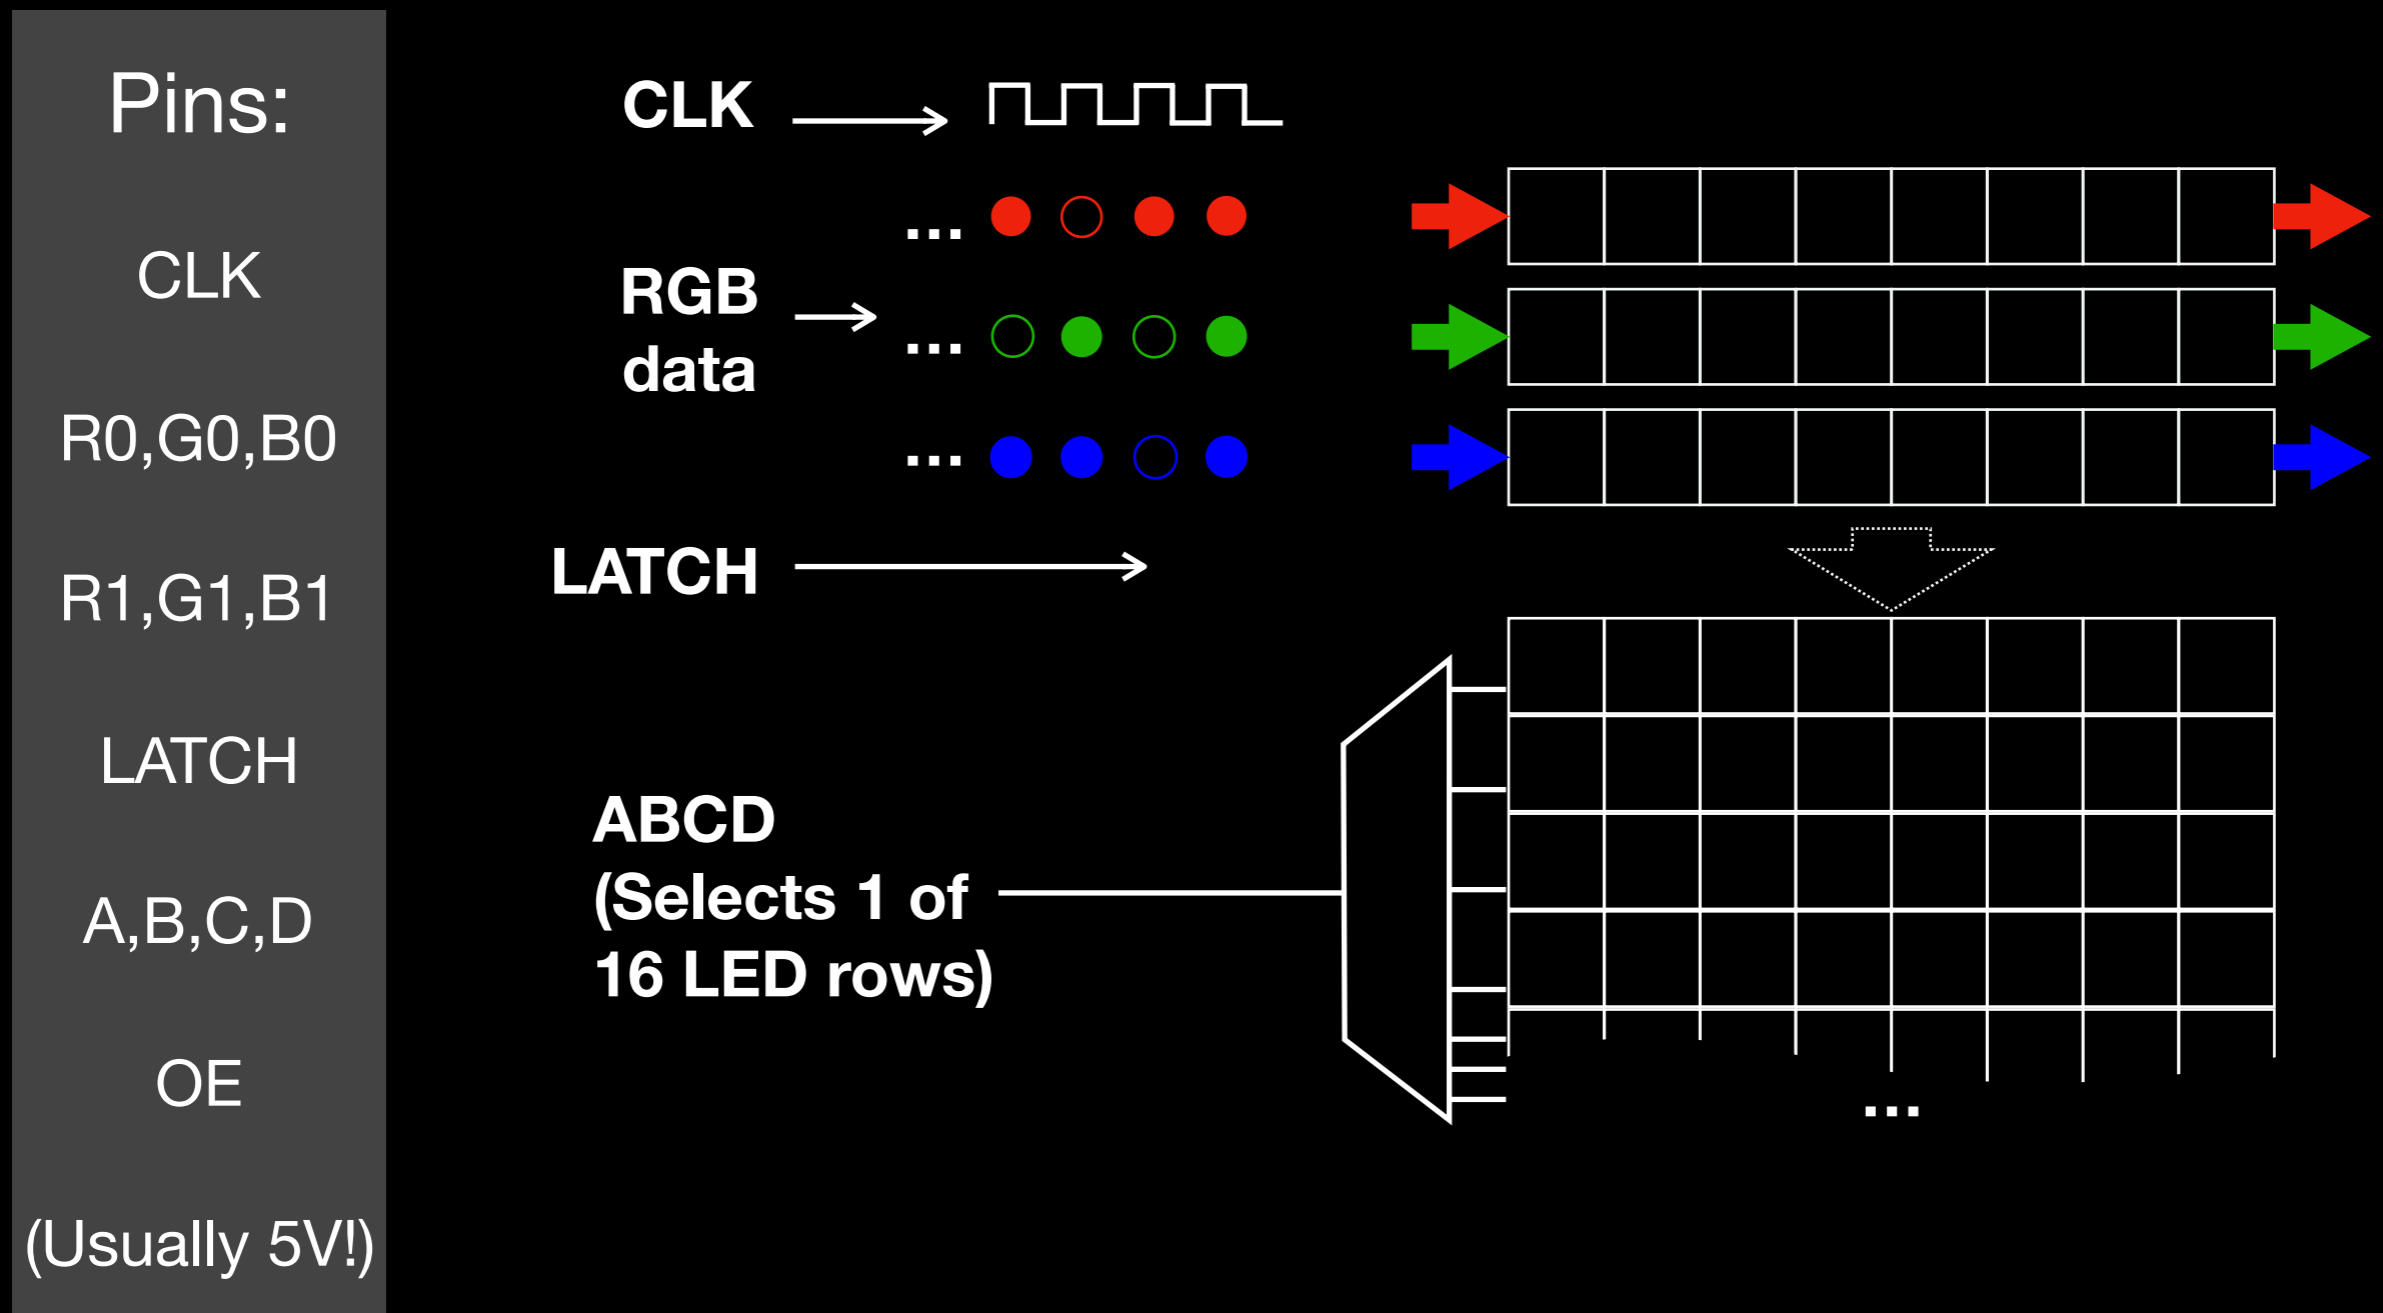 Pins:
CLK
R0,G0,B0
R1,G1,B1
LATCH
A,B,C,D
OE
(Usually 5V!)
CLK
...
RGB
data
...
...
LATCH
ABCD
(Selects 1 of
16 LED rows)
...